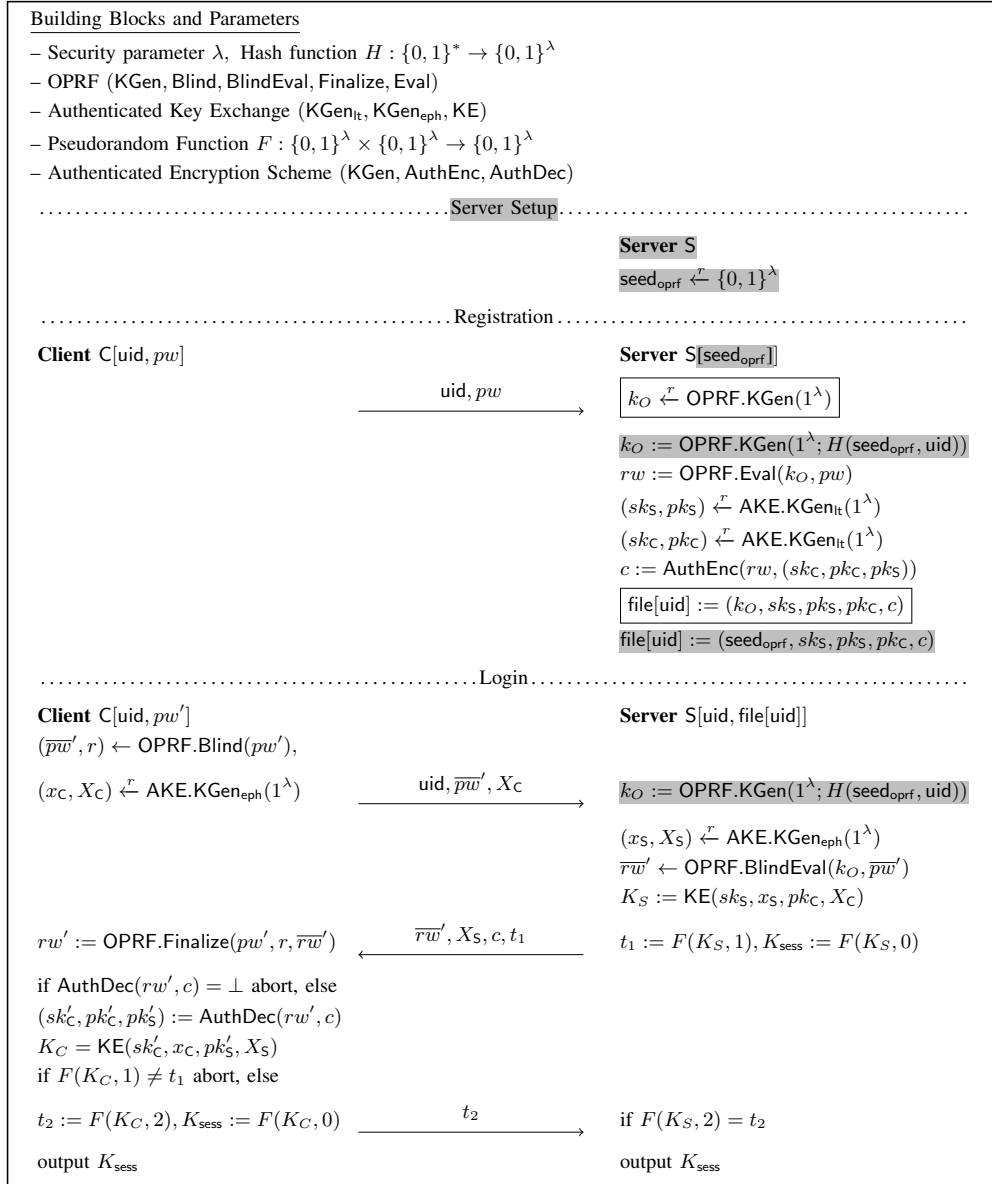 Building Blocks and Parameters
– Security parameter λ, Hash function H : {0, 1}* → {0, 1}^λ
– OPRF (KGen, Blind, BlindEval, Finalize, Eval)
– Authenticated Key Exchange (KGen_lt, KGen_eph, KE)
– Pseudorandom Function F : {0, 1}^λ × {0, 1}^λ → {0, 1}^λ
– Authenticated Encryption Scheme (KGen, AuthEnc, AuthDec)
Server Setup
Server S
seed_oprf ←r {0, 1}^λ
Registration
Client C[uid, pw] Server S[seed_oprf]]
uid, pw
k_O ←r OPRF.KGen(1^λ)
k_O := OPRF.KGen(1^λ; H(seed_oprf, uid))
rw := OPRF.Eval(k_O, pw)
(sk_S, pk_S) ←r AKE.KGen_lt(1^λ)
(sk_C, pk_C) ←r AKE.KGen_lt(1^λ)
c := AuthEnc(rw, (sk_C, pk_C, pk_S))
file[uid] := (k_O, sk_S, pk_S, pk_C, c)
file[uid] := (seed_oprf, sk_S, pk_S, pk_C, c)
Login
Client C[uid, pw′] Server S[uid, file[uid]]
(p̅w̅′, r) ← OPRF.Blind(pw′),
(x_C, X_C) ←r AKE.KGen_eph(1^λ) uid, p̅w̅′, X_C k_O := OPRF.KGen(1^λ; H(seed_oprf, uid))
(x_S, X_S) ←r AKE.KGen_eph(1^λ)
r̅w̅′ ← OPRF.BlindEval(k_O, p̅w̅′)
K_S := KE(sk_S, x_S, pk_C, X_C)
rw′ := OPRF.Finalize(pw′, r, r̅w̅′) r̅w̅′, X_S, c, t_1 t_1 := F(K_S, 1), K_sess := F(K_S, 0)
if AuthDec(rw′, c) = ⊥ abort, else
(sk′_C, pk′_C, pk′_S) := AuthDec(rw′, c)
K_C = KE(sk′_C, x_C, pk′_S, X_S)
if F(K_C, 1) ≠ t_1 abort, else
t_2 := F(K_C, 2), K_sess := F(K_C, 0) t_2 if F(K_S, 2) = t_2
output K_sess output K_sess